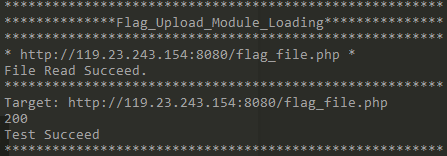 *******************************************************
**************Flag_Upload_Module_Loading***************
*******************************************************
* http://119.23.243.154:8080/flag_file.php *
File Read Succeed.
*******************************************************
Target: http://119.23.243.154:8080/flag_file.php
200
Test Succeed
*******************************************************